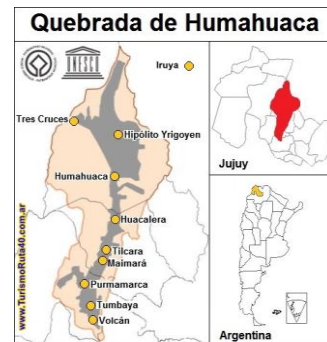 Quebrada de Humahuaca
UNESCO
Iruya
Tres Cruces
Hipólito Yrigoyen
Humahuaca
Huacalera
Tilcara
Maimará
Purmamarca
Tumbaya
Volcán
www.TurismoRuta40.com.ar
Jujuy
Argentina